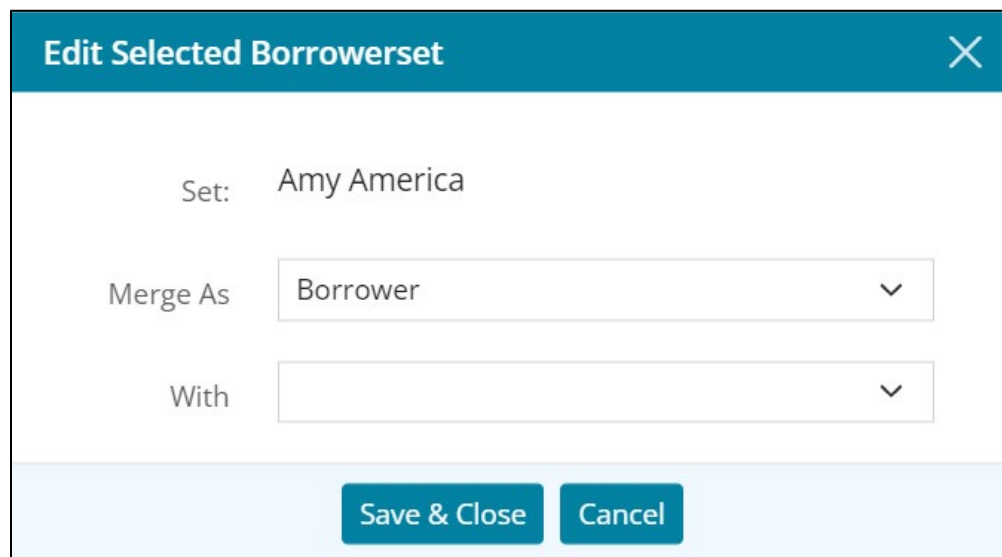 Edit Selected Borrowerset
Set: Amy America
Merge As Borrower
With
Save & Close Cancel